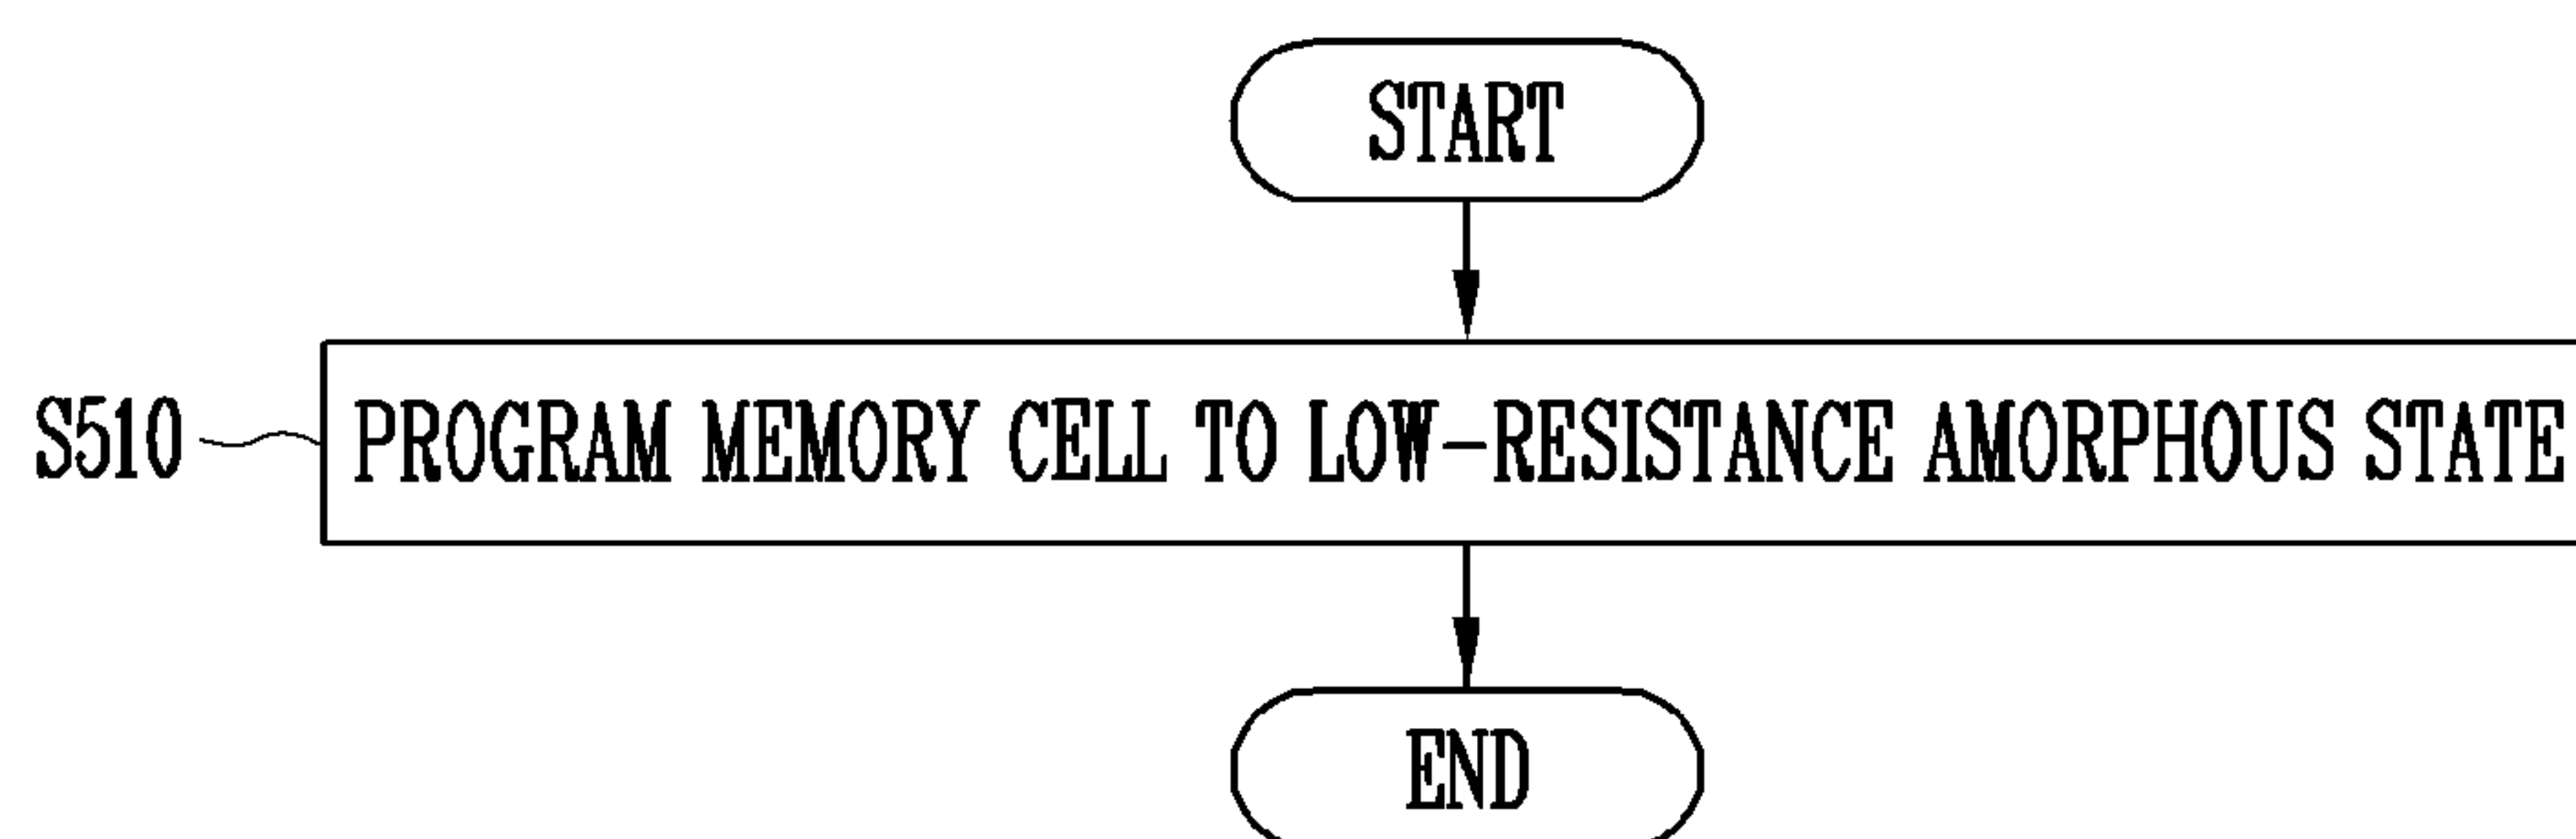 START
S510
PROGRAM MEMORY CELL TO LOW-RESISTANCE AMORPHOUS STATE
END